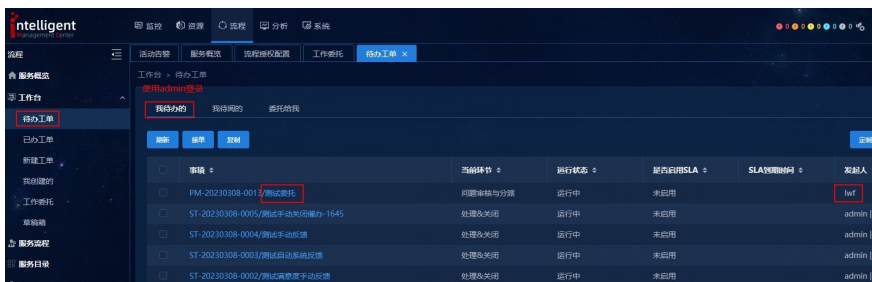 intelligent
Management Center
监控 资源 流程 分析 系统
0 0 0 0 0
流程
活动告警 服务概览 流程授权配置 工作委托 待办工单 ×
服务概览
工作台 > 待办工单
使用admin登录
工作台
我待办的 我待阅的 委托给我
待办工单
已办工单
刷新 接单 复制 定制
新建工单
事项 当前环节 运行状态 是否启用SLA SLA到期时间 发起人
我创建的
PM-20230308-0013/测试委托 问题审核与分派 运行中 未启用 lwf
工作委托
ST-20230308-0005/测试手动关闭催办-1645 处理&关闭 运行中 未启用 admin |
草稿箱
ST-20230308-0004/测试手动反馈 处理&关闭 运行中 未启用 admin |
服务流程
ST-20230308-0003/测试自动系统反馈 处理&关闭 运行中 未启用 admin |
服务目录
ST-20230308-0002/测试满意度手动反馈 处理&关闭 运行中 未启用 admin |